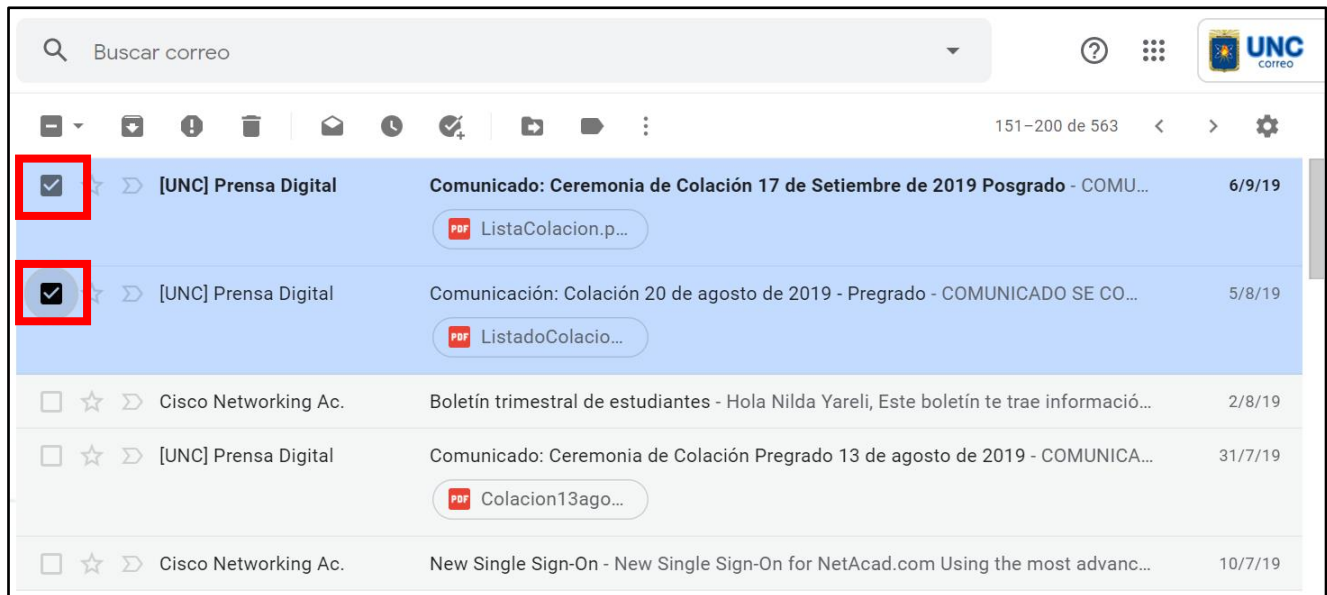 Buscar correo
UNC
correo
151–200 de 563
[UNC] Prensa Digital Comunicado: Ceremonia de Colación 17 de Setiembre de 2019 Posgrado - COMU... 6/9/19
PDF ListaColacion.p...
[UNC] Prensa Digital Comunicación: Colación 20 de agosto de 2019 - Pregrado - COMUNICADO SE CO... 5/8/19
PDF ListadoColacio...
Cisco Networking Ac. Boletín trimestral de estudiantes - Hola Nilda Yareli, Este boletín te trae informació... 2/8/19
[UNC] Prensa Digital Comunicado: Ceremonia de Colación Pregrado 13 de agosto de 2019 - COMUNICA... 31/7/19
PDF Colacion13ago...
Cisco Networking Ac. New Single Sign-On - New Single Sign-On for NetAcad.com Using the most advanc... 10/7/19